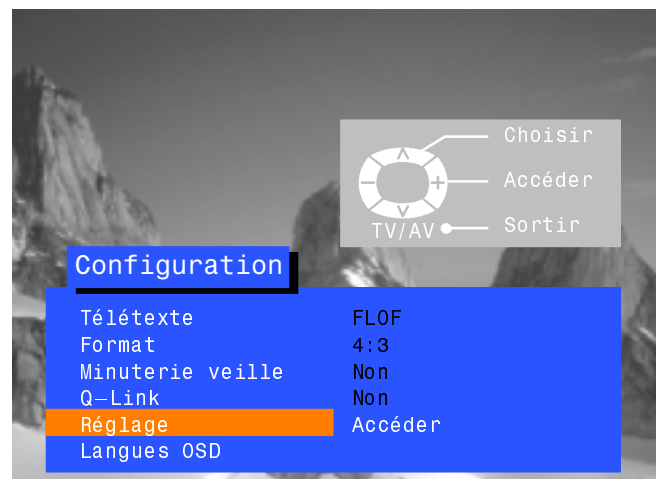 Choisir
Accéder
TV/AV Sortir
Configuration
Télétexte FLOF
Format 4:3
Minuterie veille Non
Q–Link Non
Réglage Accéder
Langues OSD